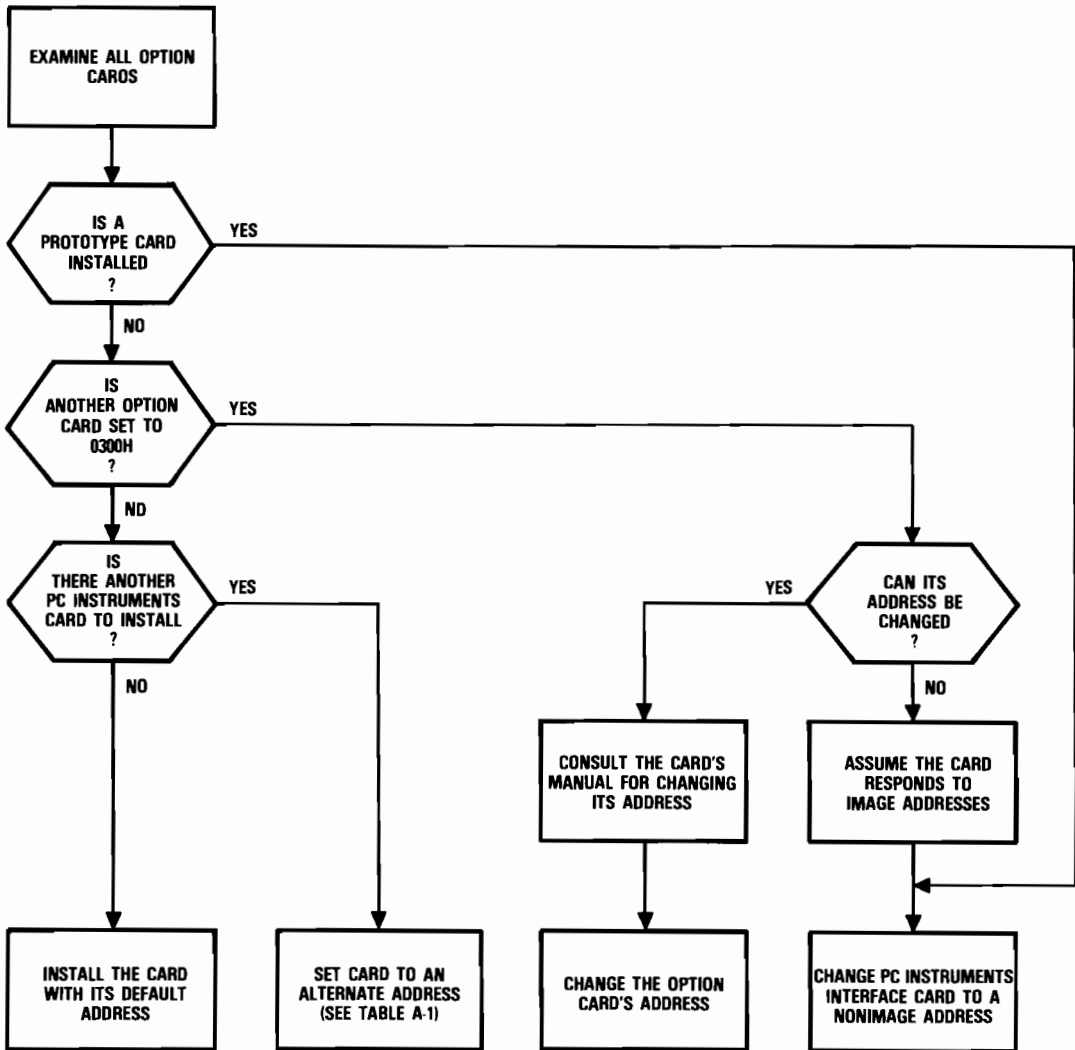 EXAMINE ALL OPTION
CAROS
IS A
PROTOTYPE CARD
INSTALLED
?
YES
NO
IS
ANOTHER OPTION
CARD SET TO
0300H
?
YES
ND
IS
THERE ANOTHER
PC INSTRUMENTS
CARD TO INSTALL
?
YES
NO
CAN ITS
ADDRESS BE
CHANGED
?
YES
NO
CONSULT THE CARD'S
MANUAL FOR CHANGING
ITS ADDRESS
ASSUME THE CARD
RESPONDS TO
IMAGE ADDRESSES
INSTALL THE CARD
WITH ITS DEFAULT
ADDRESS
SET CARD TO AN
ALTERNATE ADDRESS
(SEE TABLE A-1)
CHANGE THE OPTION
CARD'S ADDRESS
CHANGE PC INSTRUMENTS
INTERFACE CARD TO A
NONIMAGE ADDRESS